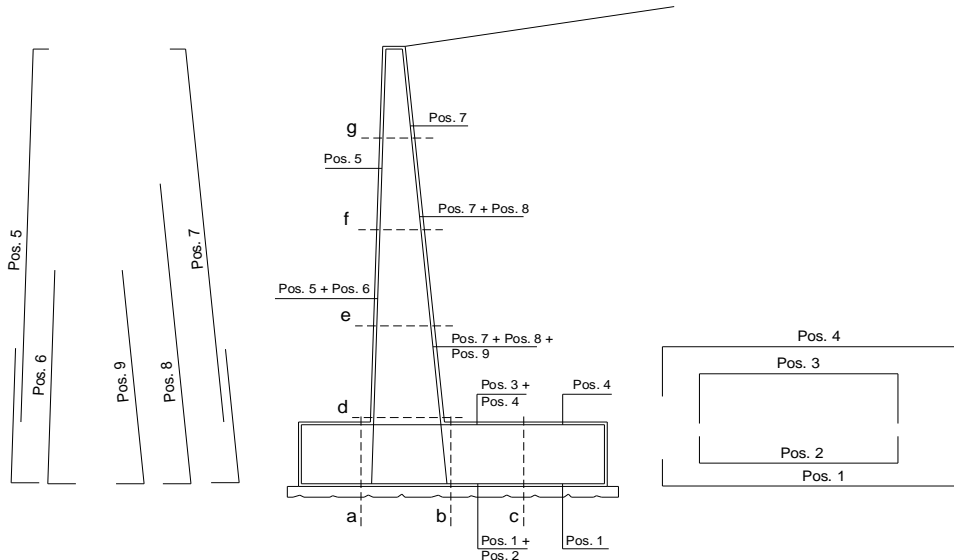 Pos. 5
Pos. 6
Pos. 9
Pos. 8
Pos. 7
g
Pos. 7
Pos. 5
Pos. 7 + Pos. 8
f
Pos. 5 + Pos. 6
e
Pos. 7 + Pos. 8 +
Pos. 9
Pos. 3 +
Pos. 4
Pos. 4
d
a
b
c
Pos. 1 +
Pos. 2
Pos. 1
Pos. 4
Pos. 3
Pos. 2
Pos. 1